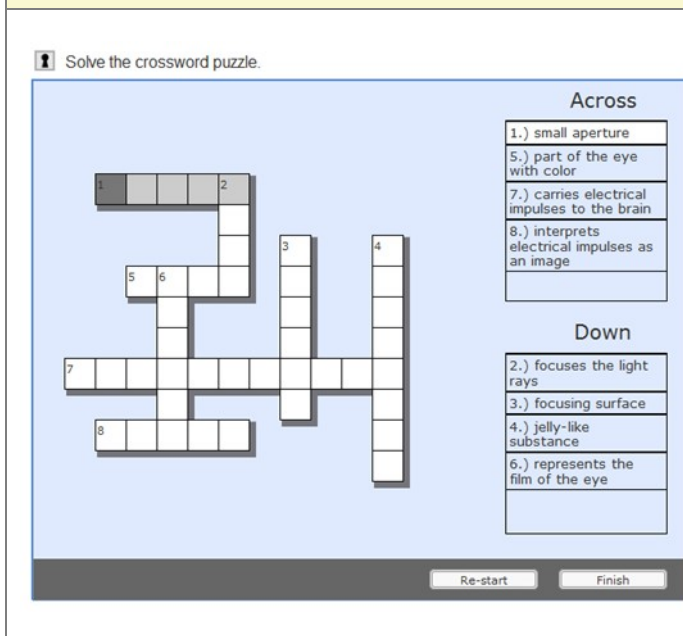 Solve the crossword puzzle.
Across
1.) small aperture
5.) part of the eye
with color
7.) carries electrical
impulses to the brain
8.) interprets
electrical impulses as
an image
Down
2.) focuses the light
rays
3.) focusing surface
4.) jelly-like
substance
6.) represents the
film of the eye
1
2
3
4
5
6
7
8
Re-start
Finish